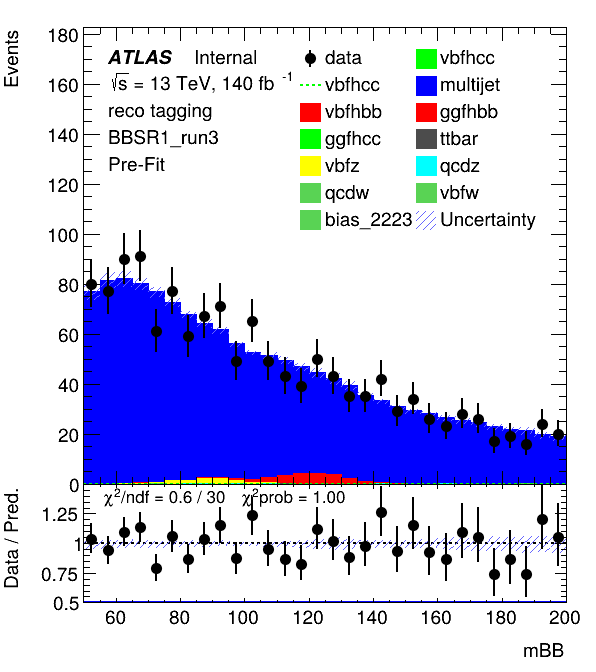 Events
180
160
140
120
100
80
60
40
20
0
ATLAS Internal
√s = 13 TeV, 140 fb -1
reco tagging
BBSR1_run3
Pre-Fit
data
vbfhcc
vbfhcc
multijet
vbfhbb
ggfhbb
ggfhcc
ttbar
vbfz
qcdz
qcdw
vbfw
bias_2223
Uncertainty
χ²/ndf = 0.6 / 30 χ²prob = 1.00
Data / Pred.
1.25
1
0.75
0.5
60 80 100 120 140 160 180 200
mBB